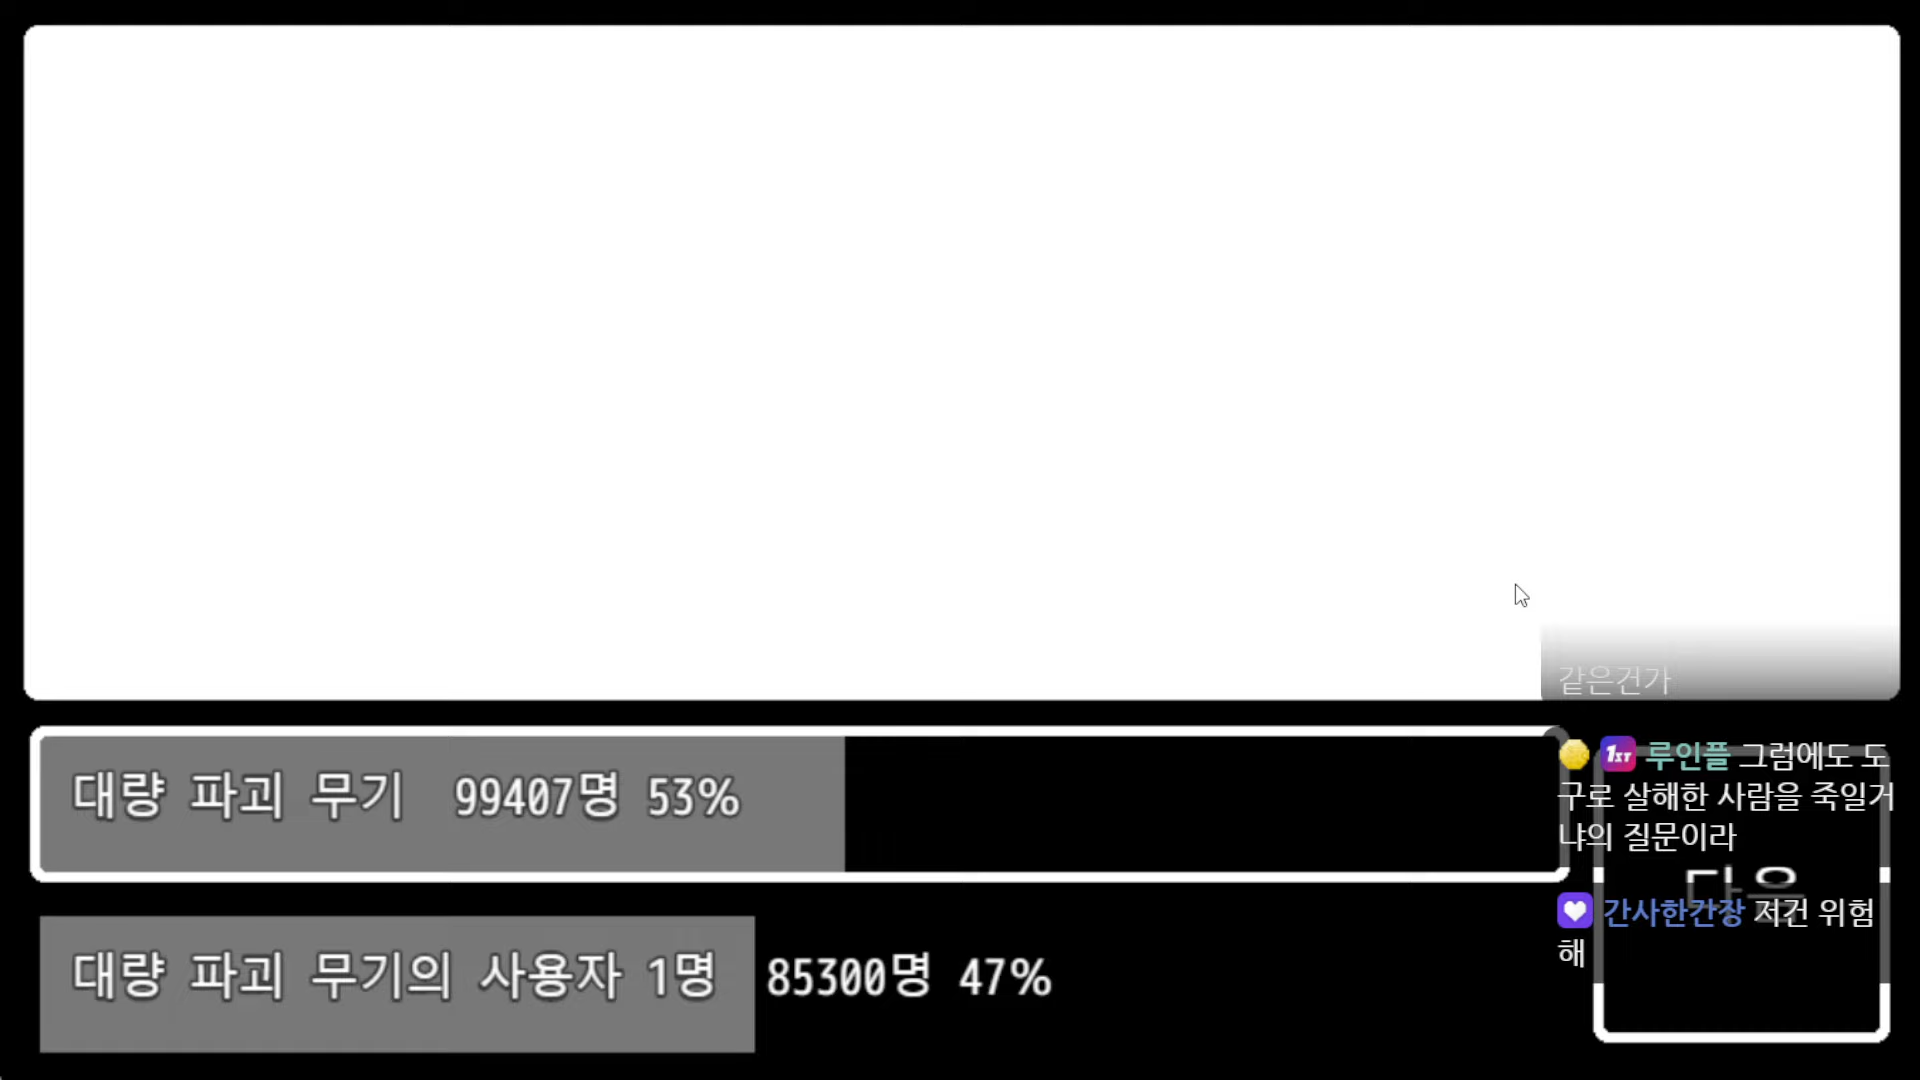 같은건가
대량 파괴 무기 99407명 53%
대량 파괴 무기의 사용자 1명 85300명 47%
1ST 루인플 그럼에도 도
구로 살해한 사람을 죽일거
냐의 질문이라
다음
간사한간장 저건 위험
해